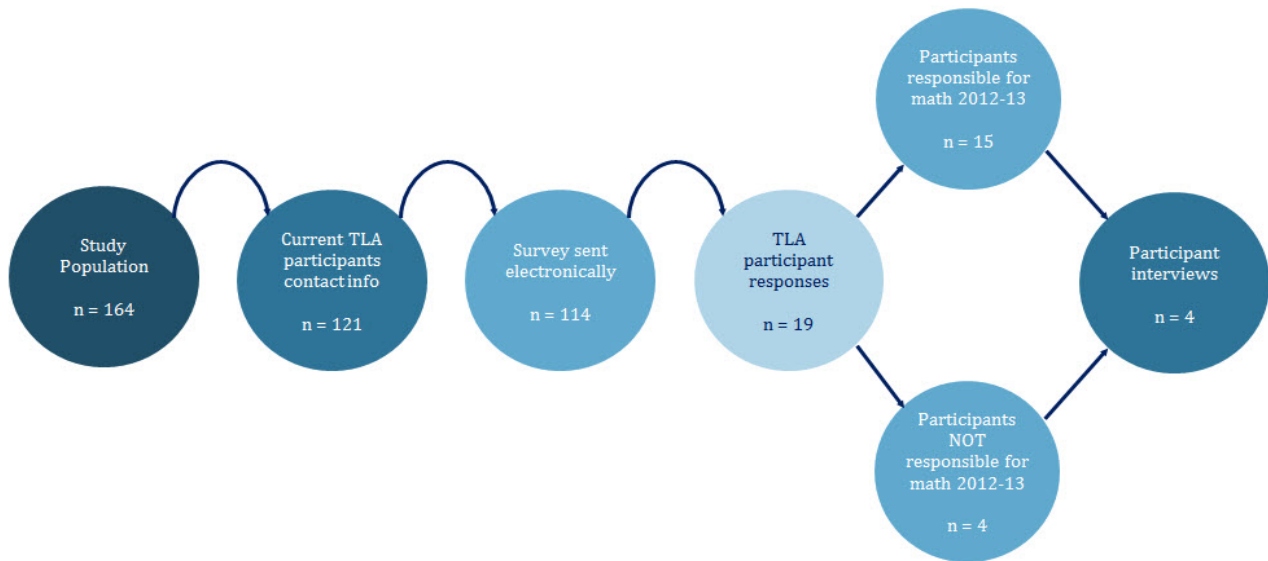 Study
Population
n = 164
Current TLA
participants
contact info
n = 121
Survey sent
electronically
n = 114
TLA
participant
responses
n = 19
Participants
responsible for
math 2012-13
n = 15
Participants
NOT
responsible for
math 2012-13
n = 4
Participant
interviews
n = 4